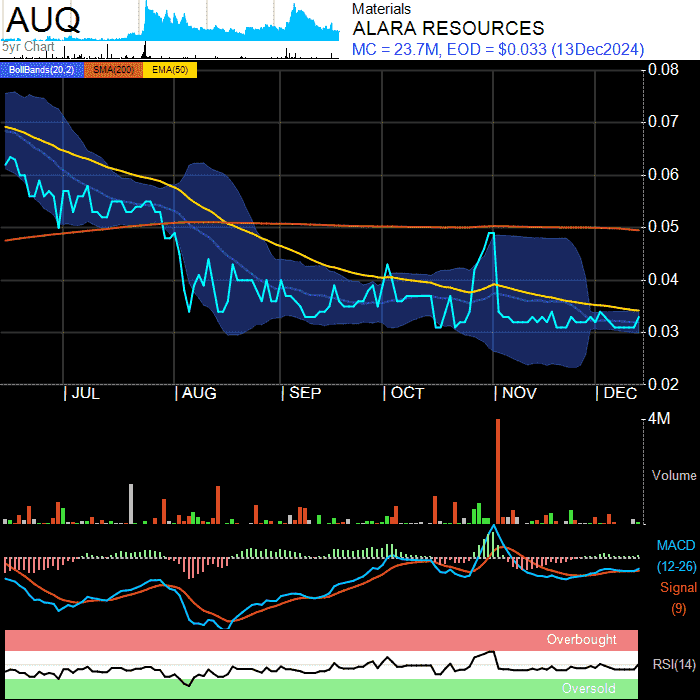 AUQ
5yr Chart
Materials
ALARA RESOURCES
MC = 23.7M, EOD = $0.033 (13Dec2024)
BollBands(20,2) SMA(200) EMA(50)
0.08
0.07
0.06
0.05
0.04
0.03
0.02
JUL AUG SEP OCT NOV DEC
4M
Volume
MACD
(12-26)
Signal
(9)
Overbought
RSI(14)
Oversold